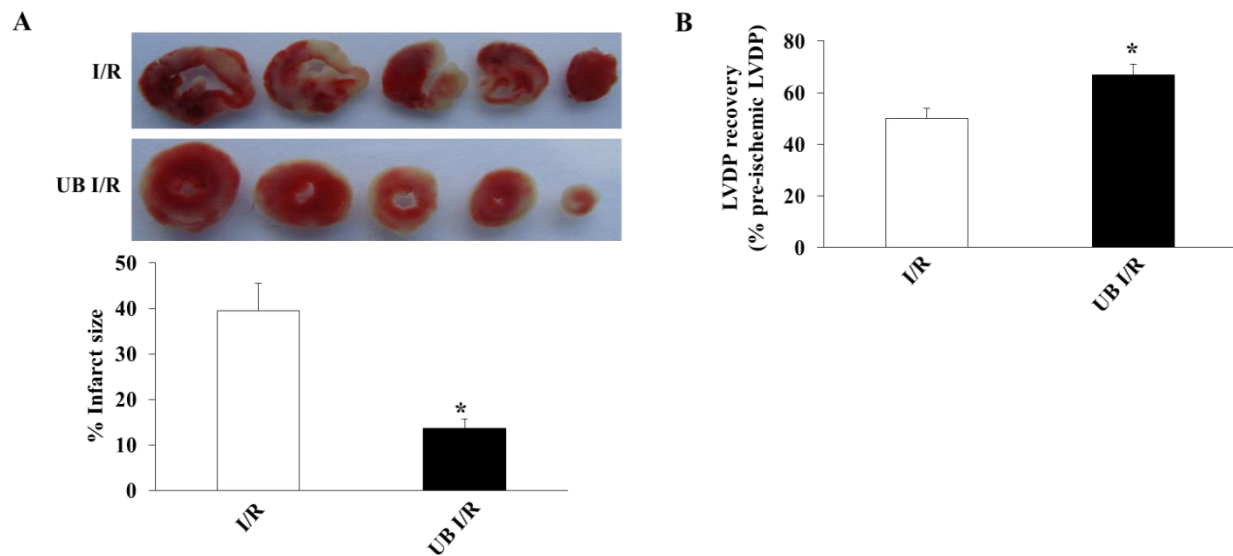 A
I/R
UB I/R
% Infarct size
50
40
30
20
10
0
*
I/R
UB I/R
B
LVDP recovery
(% pre-ischemic LVDP)
80
60
40
20
0
*
I/R
UB I/R